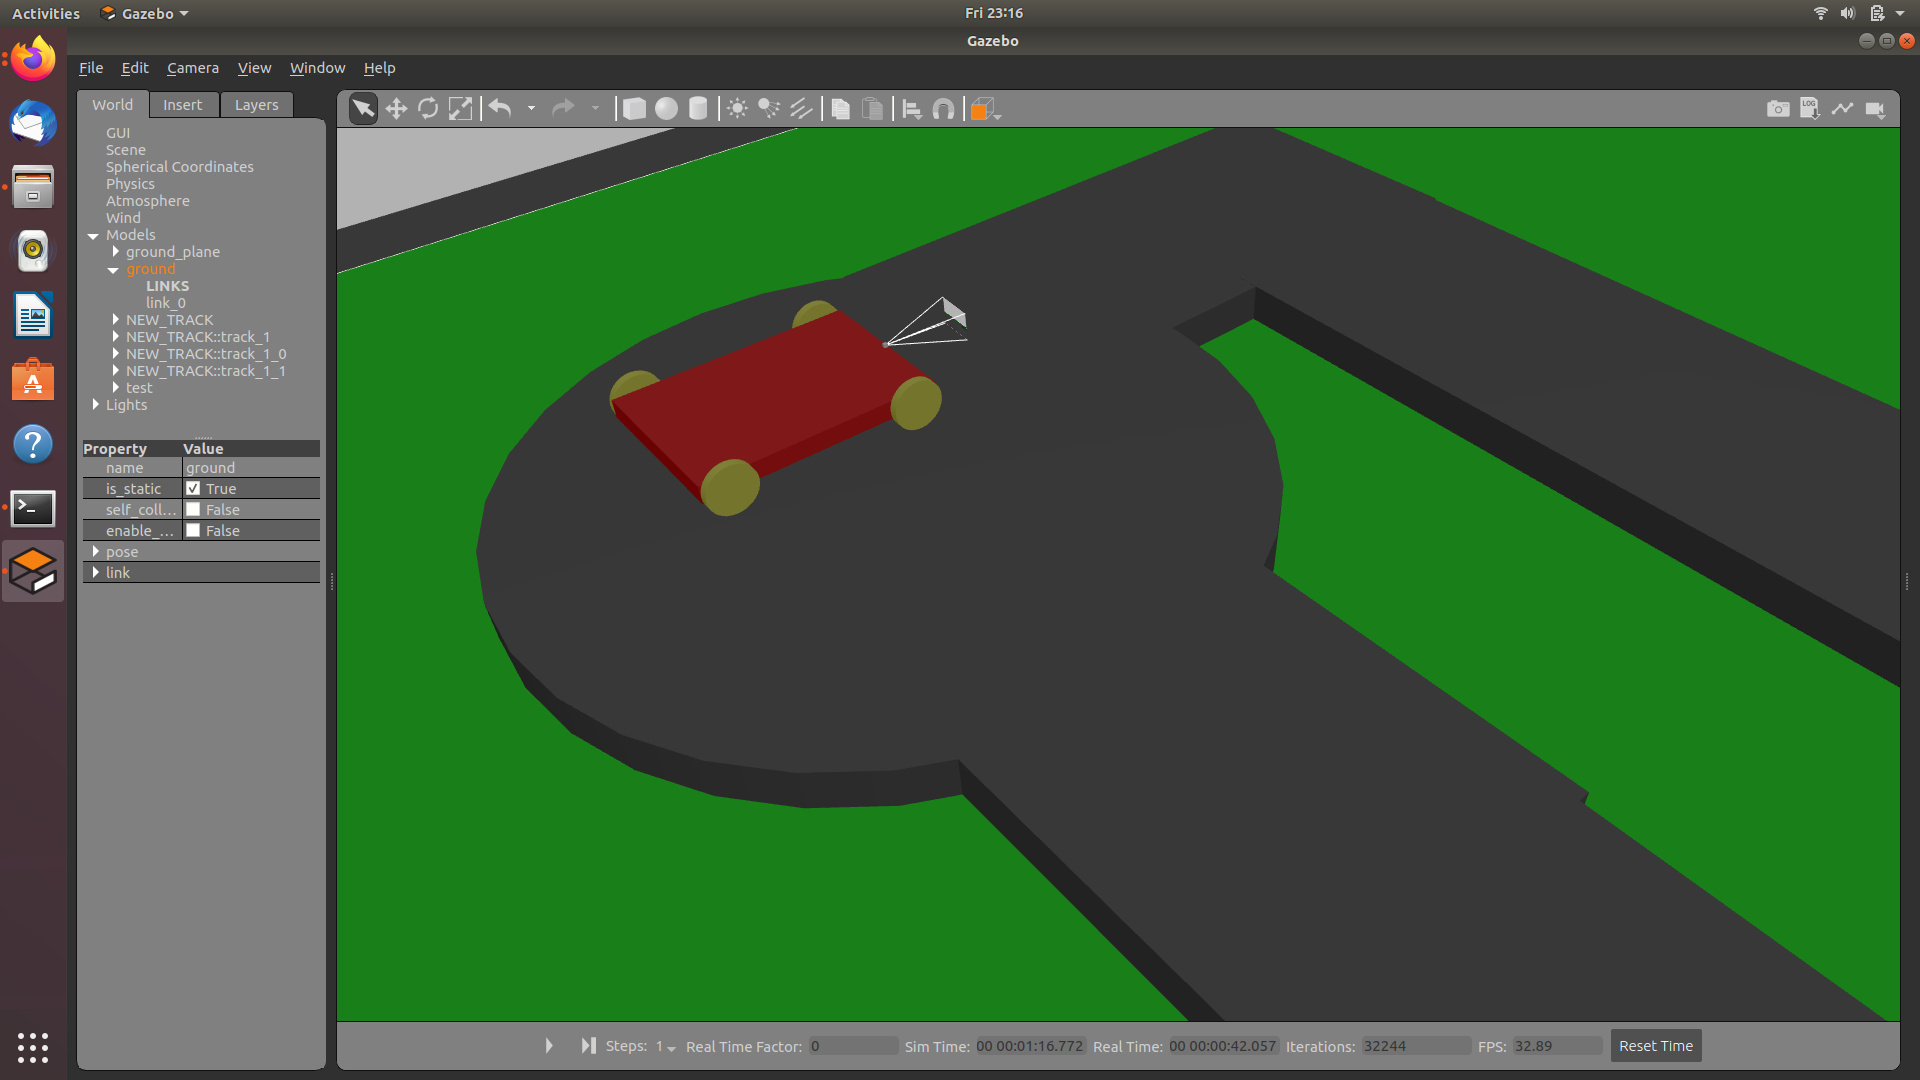 Activities Gazebo Fri 23:16
Gazebo
File Edit Camera View Window Help
World Insert Layers
LOG
GUI
Scene
Spherical Coordinates
Physics
Atmosphere
Wind
Models
ground_plane
ground
LINKS
link_0
NEW_TRACK
NEW_TRACK::track_1
NEW_TRACK::track_1_0
NEW_TRACK::track_1_1
test
Lights
Property Value
name ground
is_static True
self_coll... False
enable_... False
pose
link
Steps: 1 Real Time Factor: 0 Sim Time: 00 00:01:16.772 Real Time: 00 00:00:42.057 Iterations: 32244 FPS: 32.89 Reset Time